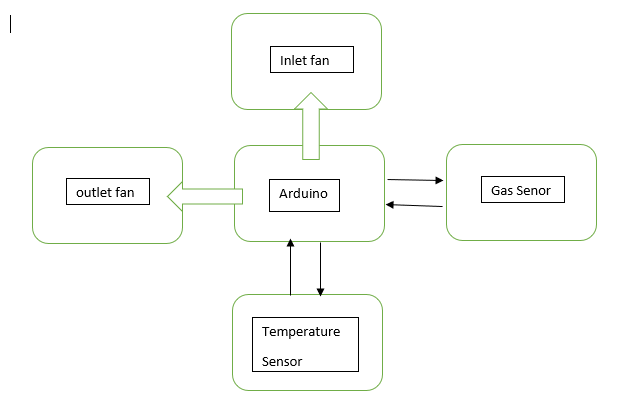 Inlet fan
outlet fan
Arduino
Gas Senor
Temperature
Sensor